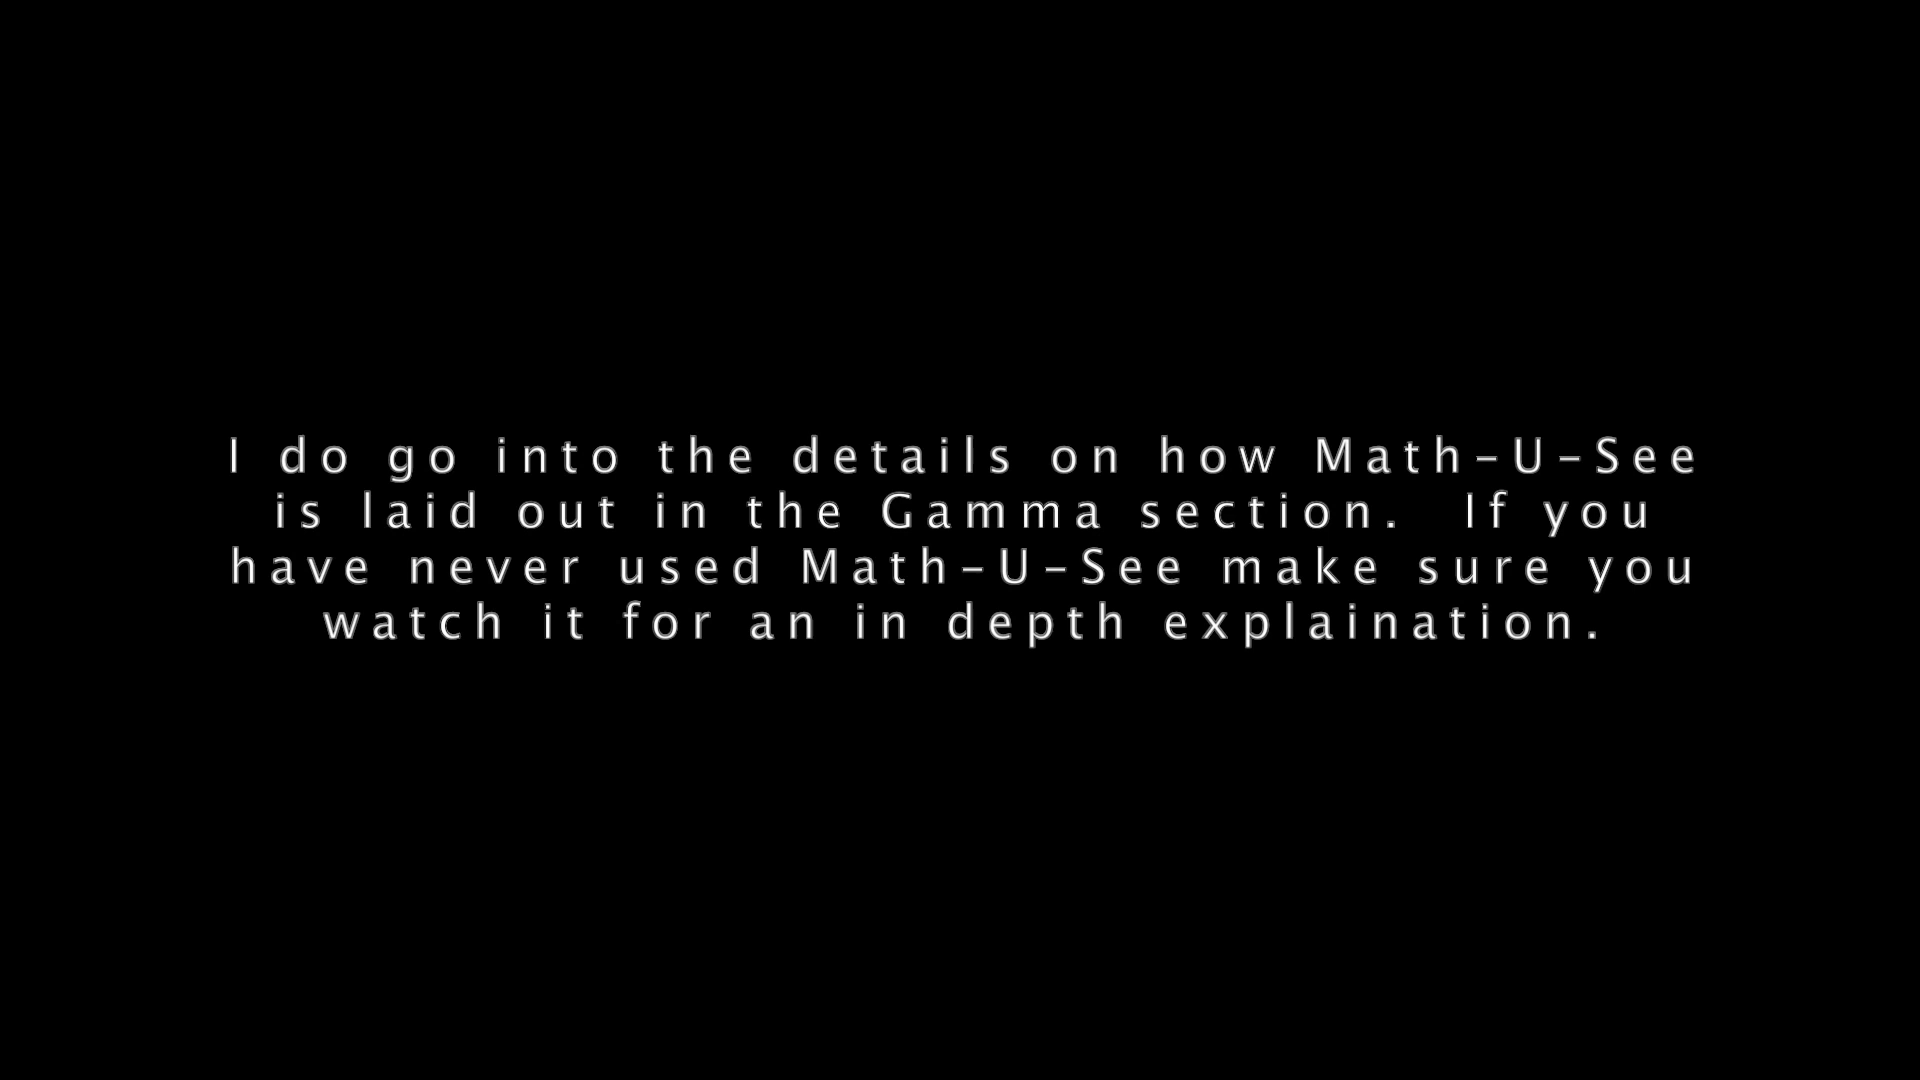 I do go into the details on how Math-U-See
is laid out in the Gamma section.  If you
have never used Math-U-See make sure you
watch it for an in depth explaination.